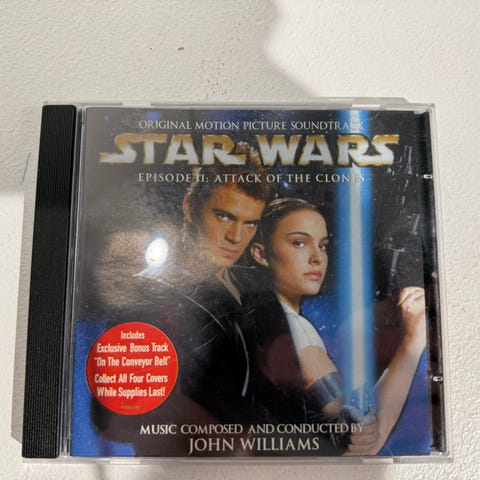 ORIGINAL MOTION PICTURE SOUNDTRACK
STAR WARS
EPISODE II: ATTACK OF THE CLONES
Includes
Exclusive Bonus Track
"On The Conveyor Belt"
Collect All Four Covers
While Supplies Last!
MUSIC COMPOSED AND CONDUCTED BY
JOHN WILLIAMS